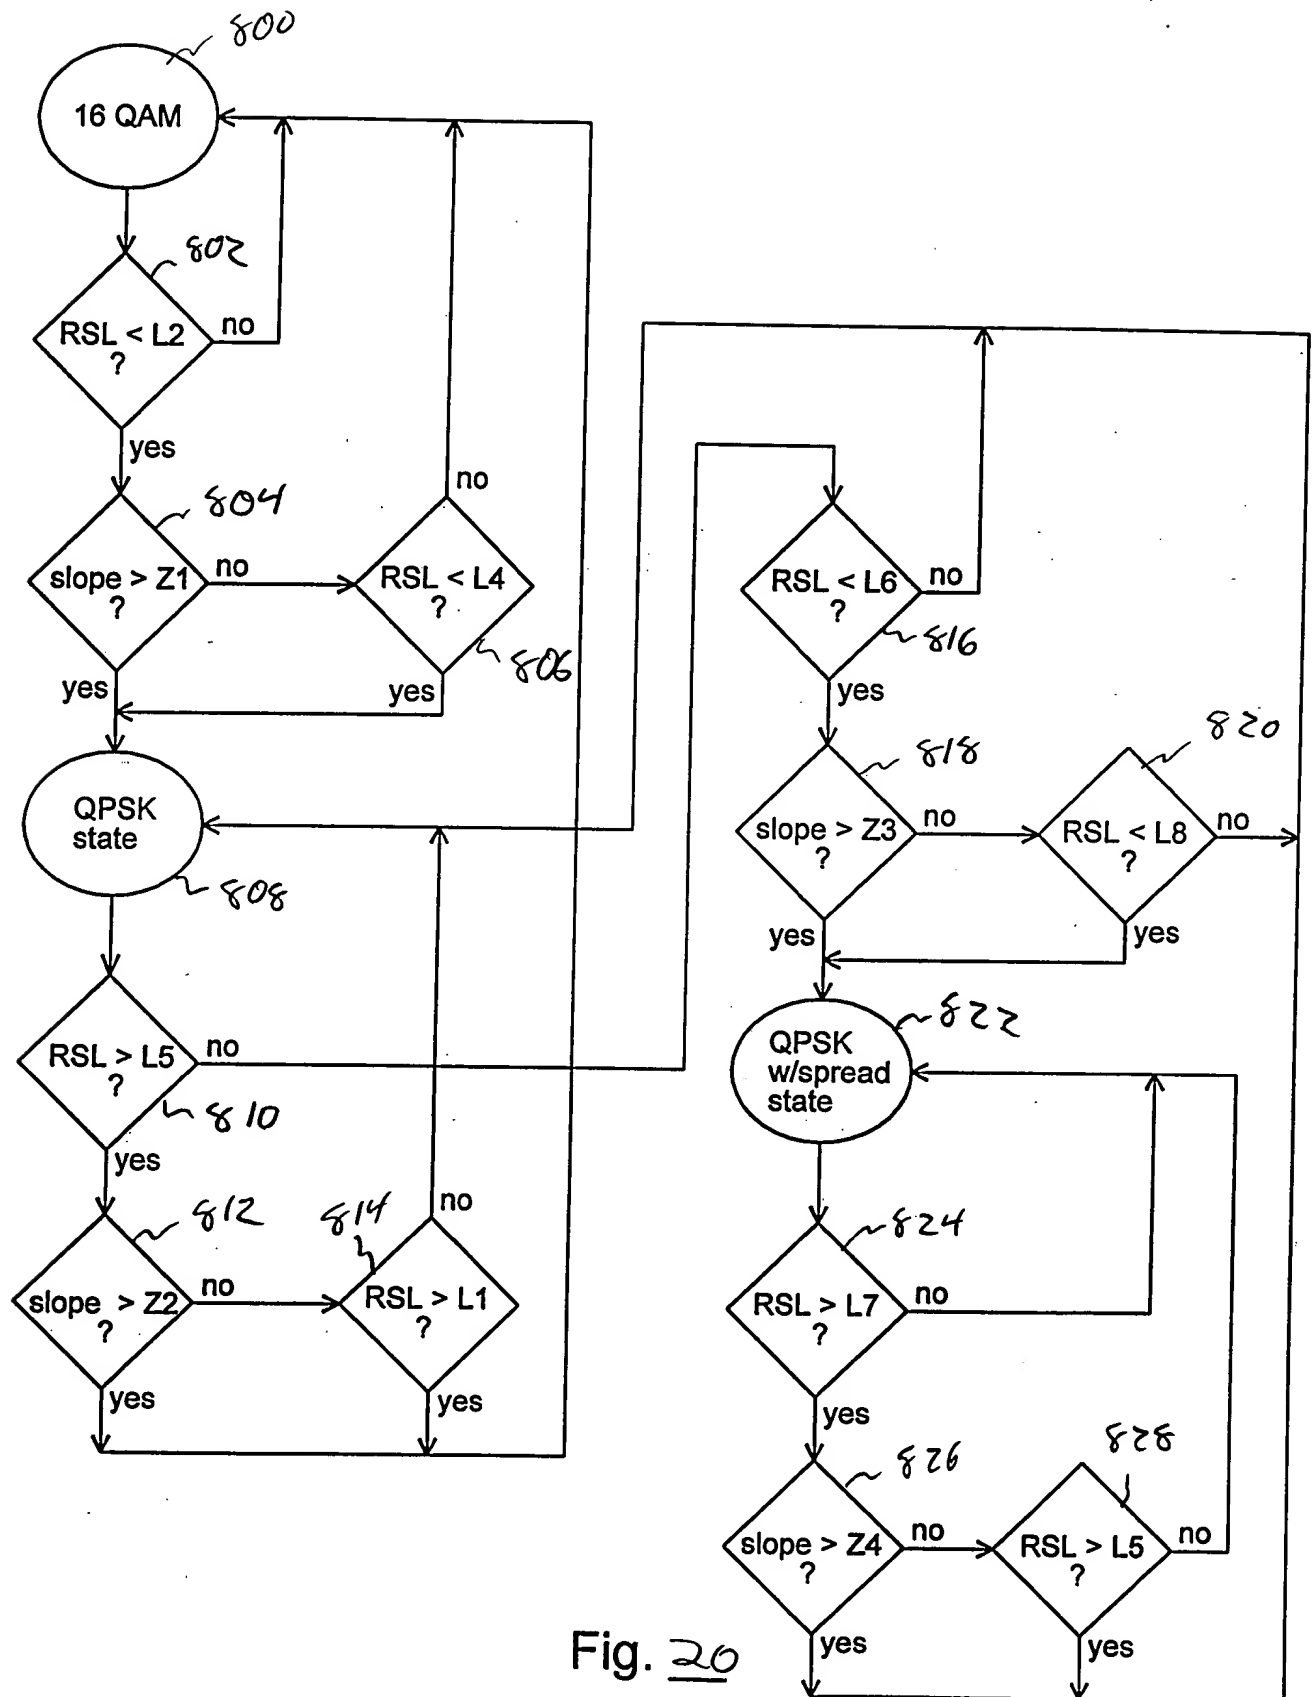 800
16 QAM
802
RSL < L2
?
no
yes
804
slope > Z1
?
no
RSL < L4
?
no
806
yes
yes
QPSK
state
808
RSL > L5
?
no
810
yes
812
slope > Z2
?
no
814
RSL > L1
?
no
yes
yes
RSL < L6
?
no
816
yes
818
slope > Z3
?
no
820
RSL < L8
?
no
yes
yes
822
QPSK
w/spread
state
824
RSL > L7
?
no
yes
826
slope > Z4
?
no
828
RSL > L5
?
no
yes
yes
Fig. 20